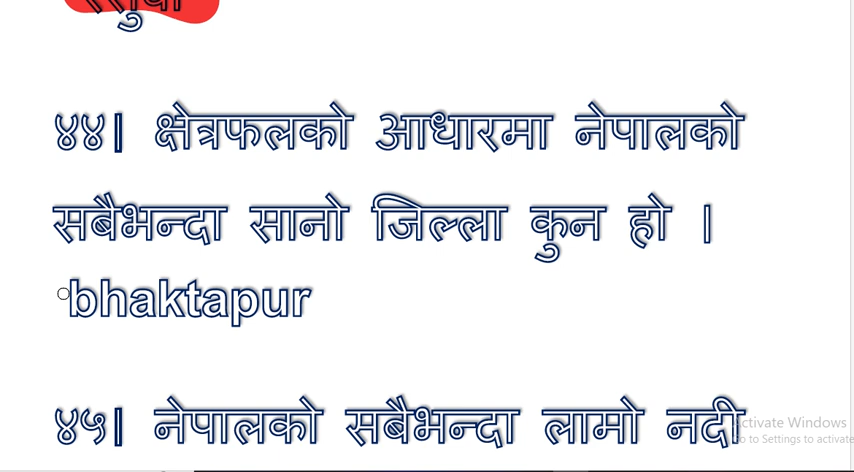 रसुवा
४४| क्षेत्रफलको आधारमा नेपालको
सबैभन्दा सानो जिल्ला कुन हो |
bhaktapur
४५| नेपालको सबैभन्दा लामो नदी
Activate Windows
Go to Settings to activate